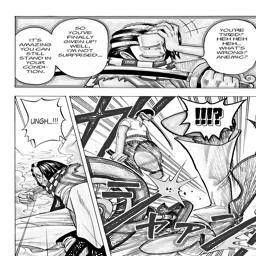 YOU'RE
TIRED?
HEH HEH
HEH,
WHAT'S
WRONG?
ANEMIC?
SO
YOU'VE
FINALLY
GIVEN UP!
WELL,
I'M NOT
SURPRISED...
IT'S
AMAZING
YOU CAN
STILL
STAND IN
YOUR
CONDI-
TION.
!!!?
UNGH...!!!